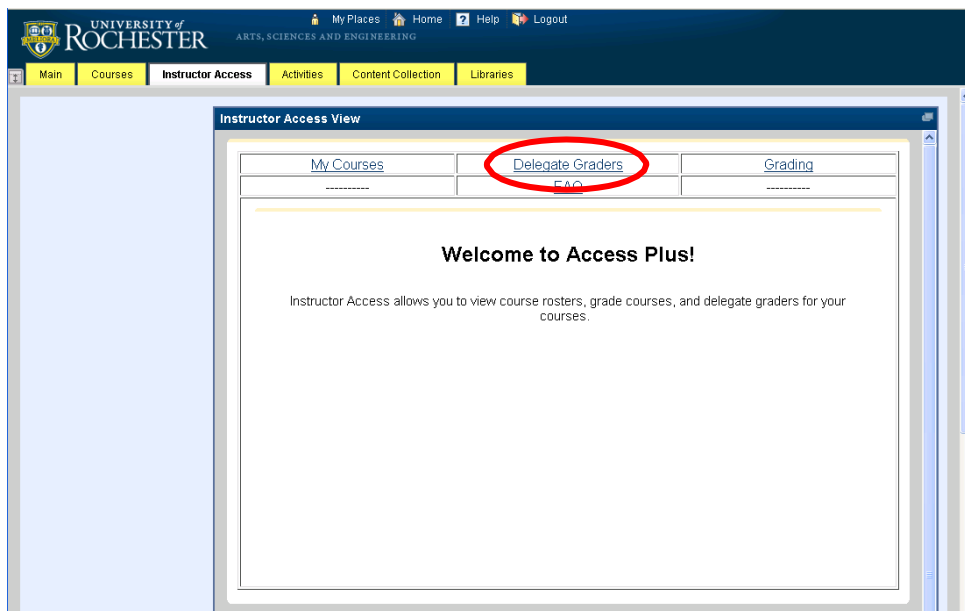 UNIVERSITY of
ROCHESTER
My Places Home ? Help Logout
ARTS, SCIENCES AND ENGINEERING
Main Courses Instructor Access Activities Content Collection Libraries
Instructor Access View
My Courses Delegate Graders Grading
---------- FAQ ----------
Welcome to Access Plus!
Instructor Access allows you to view course rosters, grade courses, and delegate graders for your
courses.